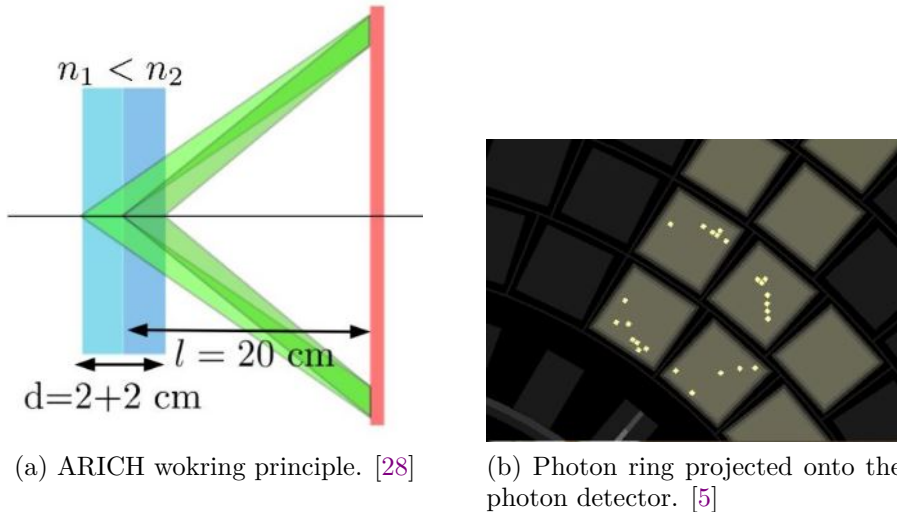 n₁ < n₂
l = 20 cm
d=2+2 cm
(a) ARICH wokring principle. [28]
(b) Photon ring projected onto the
photon detector. [5]